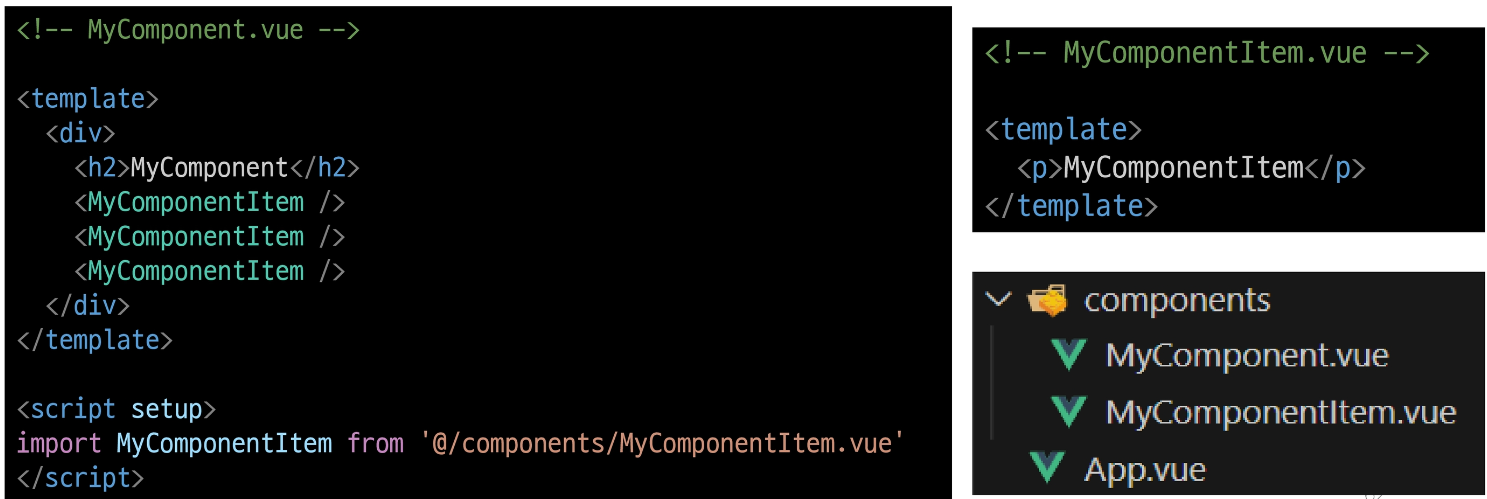 <!-- MyComponent.vue -->
<template>
<div>
<h2>MyComponent</h2>
<MyComponentItem />
<MyComponentItem />
<MyComponentItem />
</div>
</template>
<script setup>
import MyComponentItem from '@/components/MyComponentItem.vue'
</script>
<!-- MyComponentItem.vue -->
<template>
<p>MyComponentItem</p>
</template>
components
MyComponent.vue
MyComponentItem.vue
App.vue